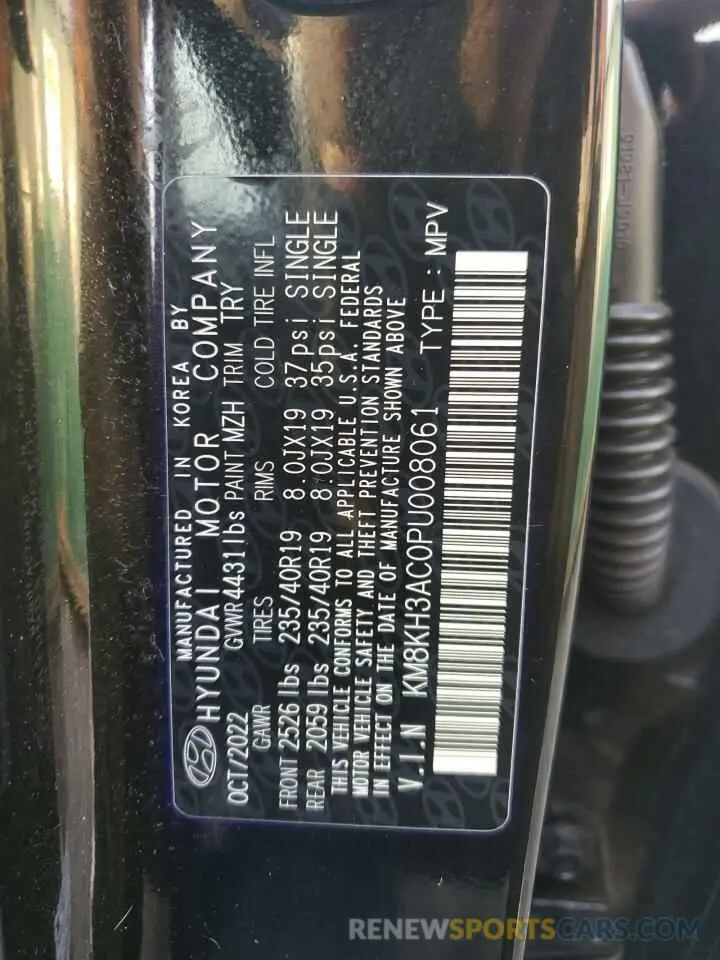 MANUFACTURED IN KOREA BY
HYUNDAI MOTOR COMPANY
OCT/2022 GVWR 4431 lbs PAINT MZH TRIM TRY
GAWR TIRES RIMS COLD TIRE INFL
FRONT 2526 lbs 235/40R19 8.0JX19 37psi SINGLE
REAR 2059 lbs 235/40R19 8.0JX19 35psi SINGLE
THIS VEHICLE CONFORMS TO ALL APPLICABLE U.S.A. FEDERAL
MOTOR VEHICLE SAFETY AND THEFT PREVENTION STANDARDS
IN EFFECT ON THE DATE OF MANUFACTURE SHOWN ABOVE
V.I.N KM8KH3AC0PU008061 TYPE : MPV
RENEWSPORTSCARS.COM